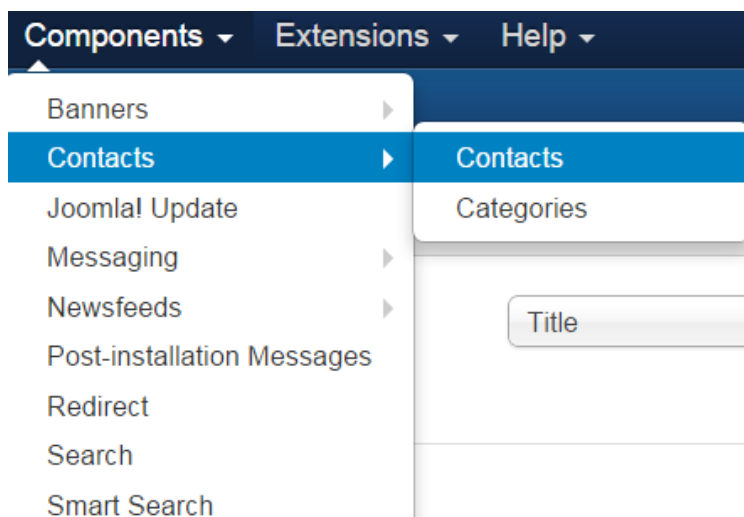 Components Extensions Help
Banners
Contacts Contacts
Joomla! Update Categories
Messaging
Newsfeeds
Title
Post-installation Messages
Redirect
Search
Smart Search